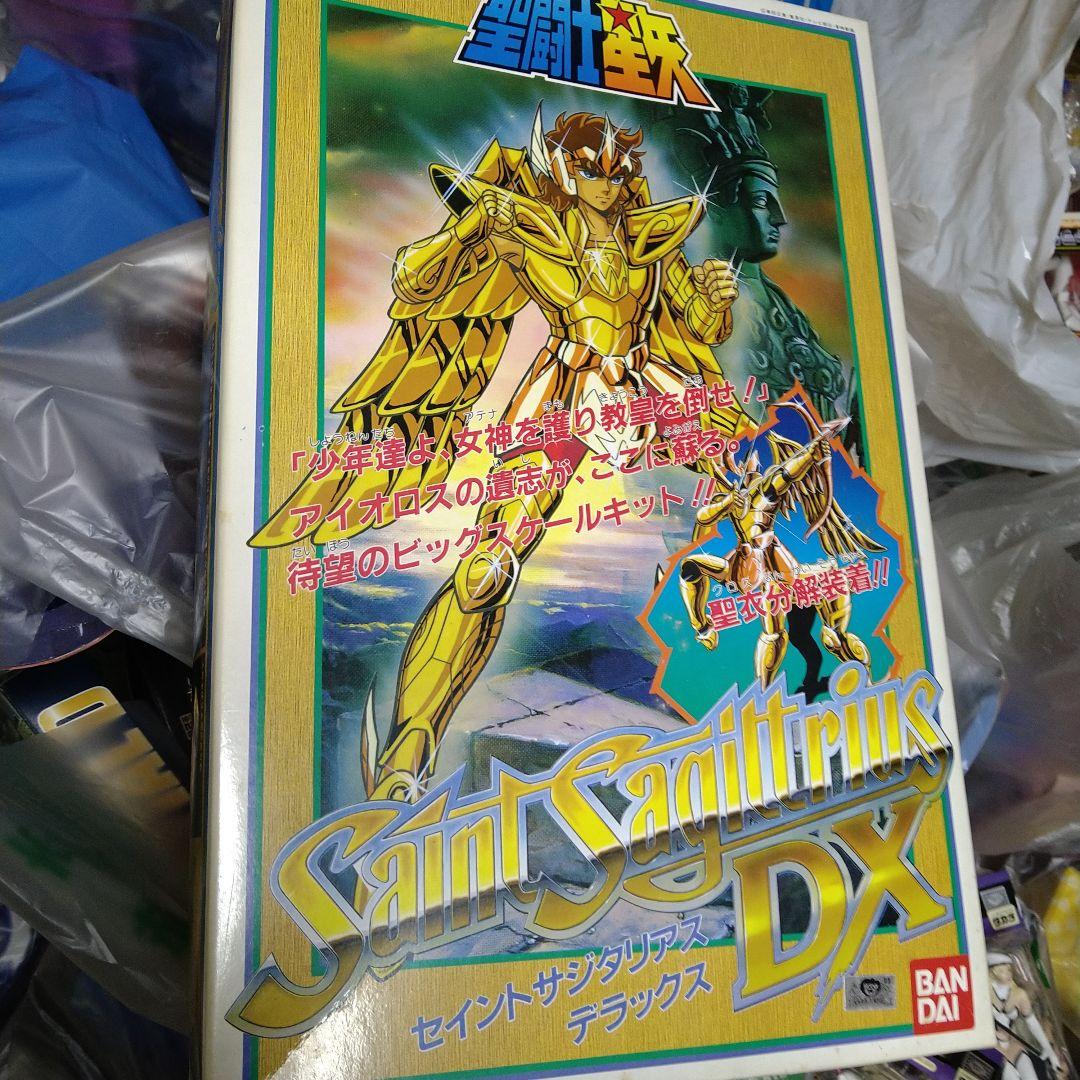 聖闘士星矢
「少年達よ、女神を護り教皇を倒せ！」
アイオロスの遺志が、ここに蘇る。
待望のビッグスケールキット!!
聖衣分解装着!!
Saint Sagittrius
DX
セイントサジタリアス
デラックス
BAN
DAI